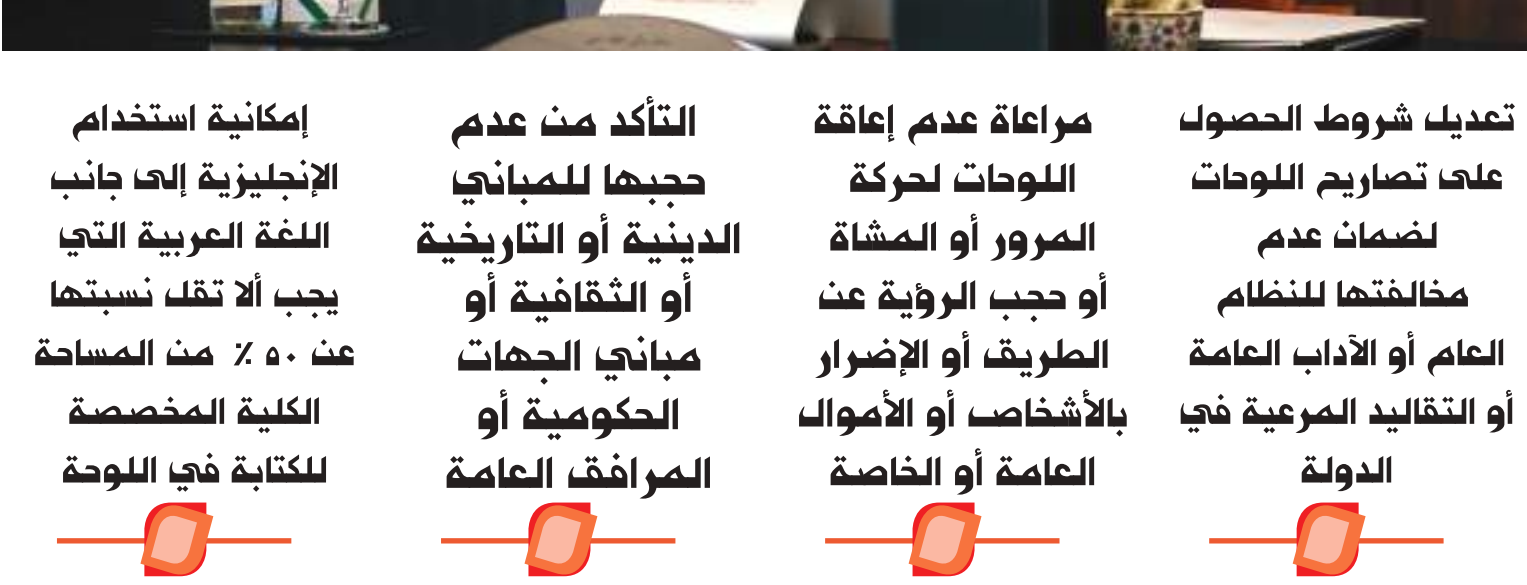 تعديل شروط الحصول
على تصاريح اللوحات
لضمان عدم
مخالفتها للنظام
العام أو الآداب العامة
أو التقاليد المرعية في
الدولة
مراعاة عدم إعاقة
اللوحات لحركة
المرور أو المشاة
أو حجب الرؤية عن
الطريق أو الإضرار
بالأشخاص أو الأموال
العامة أو الخاصة
التأكد من عدم
حجبها للمباني
الدينية أو التاريخية
أو الثقافية أو
مباني الجهات
الحكومية أو
المرافق العامة
إمكانية استخدام
الإنجليزية إلى جانب
اللغة العربية التي
يجب ألا تقل نسبتها
عن ٥٠ ٪ من المساحة
الكلية المخصصة
للكتابة في اللوحة